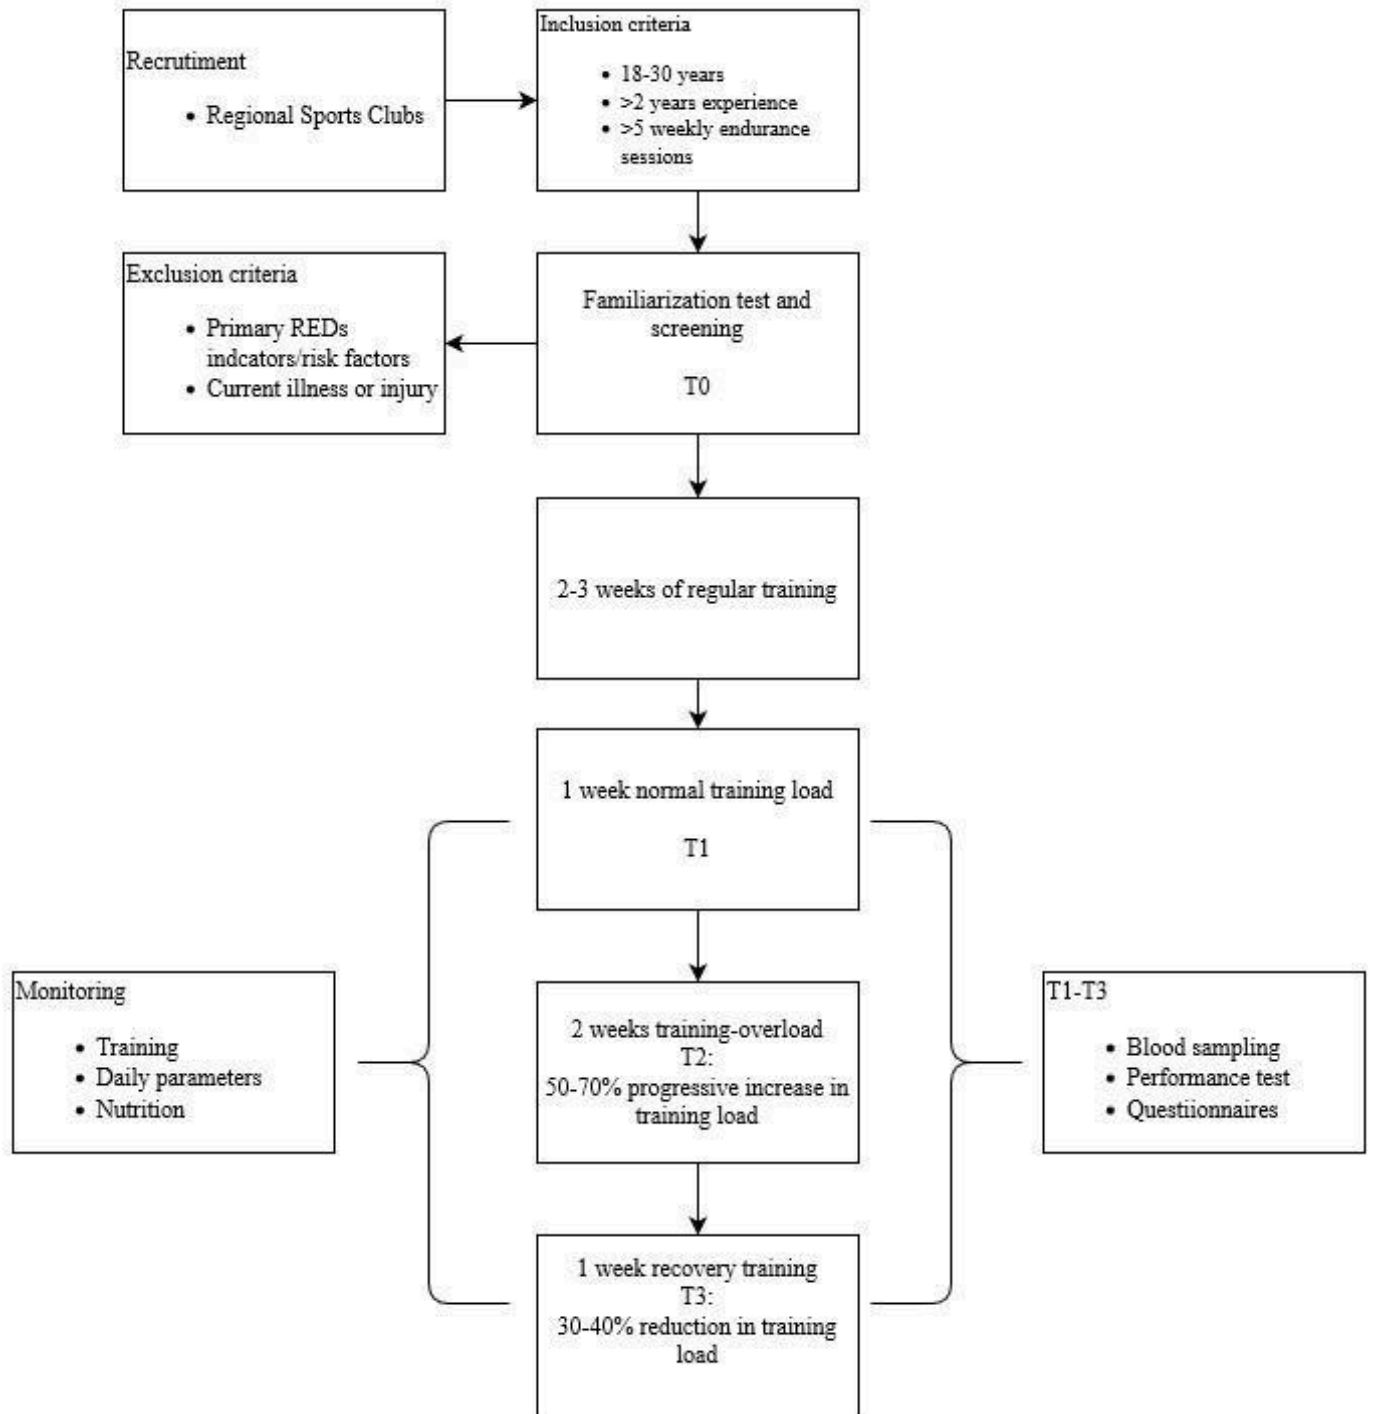 Recrutiment
• Regional Sports Clubs
Inclusion criteria
• 18-30 years
• >2 years experience
• >5 weekly endurance
sessions
Exclusion criteria
• Primary REDs
indcators/risk factors
• Current illness or injury
Familiarization test and
screening
T0
2-3 weeks of regular training
1 week normal training load
T1
Monitoring
• Training
• Daily parameters
• Nutrition
2 weeks training-overload
T2:
50-70% progressive increase in
training load
T1-T3
• Blood sampling
• Performance test
• Questiionnaires
1 week recovery training
T3:
30-40% reduction in training
load